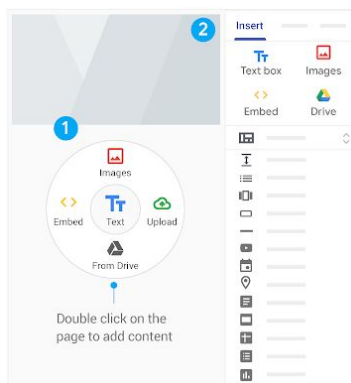 2
Insert
Text box
Images
Embed
Drive
1
Images
Embed
Text
Upload
From Drive
Double click on the
page to add content